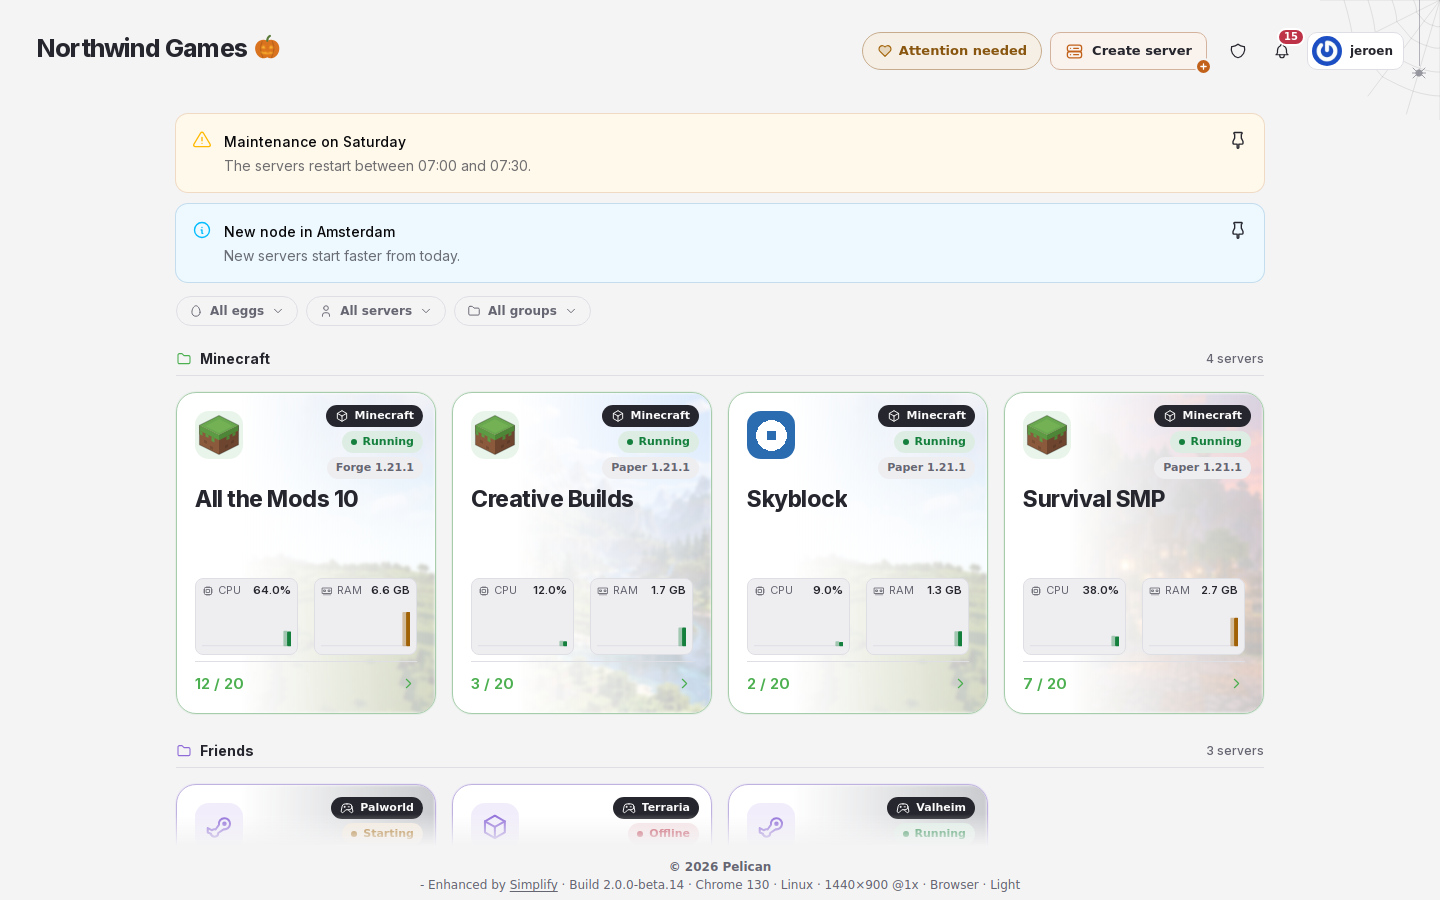 Northwind Games
Attention needed
Create server
15
jeroen
Maintenance on Saturday
The servers restart between 07:00 and 07:30.
New node in Amsterdam
New servers start faster from today.
All eggs
All servers
All groups
Minecraft
4 servers
Minecraft
Running
Forge 1.21.1
All the Mods 10
CPU 64.0%
RAM 6.6 GB
12 / 20
Minecraft
Running
Paper 1.21.1
Creative Builds
CPU 12.0%
RAM 1.7 GB
3 / 20
Minecraft
Running
Paper 1.21.1
Skyblock
CPU 9.0%
RAM 1.3 GB
2 / 20
Minecraft
Running
Paper 1.21.1
Survival SMP
CPU 38.0%
RAM 2.7 GB
7 / 20
Friends
3 servers
Palworld
Starting
Terraria
Offline
Valheim
Running
© 2026 Pelican
- Enhanced by Simplify · Build 2.0.0-beta.14 · Chrome 130 · Linux · 1440×900 @1x · Browser · Light